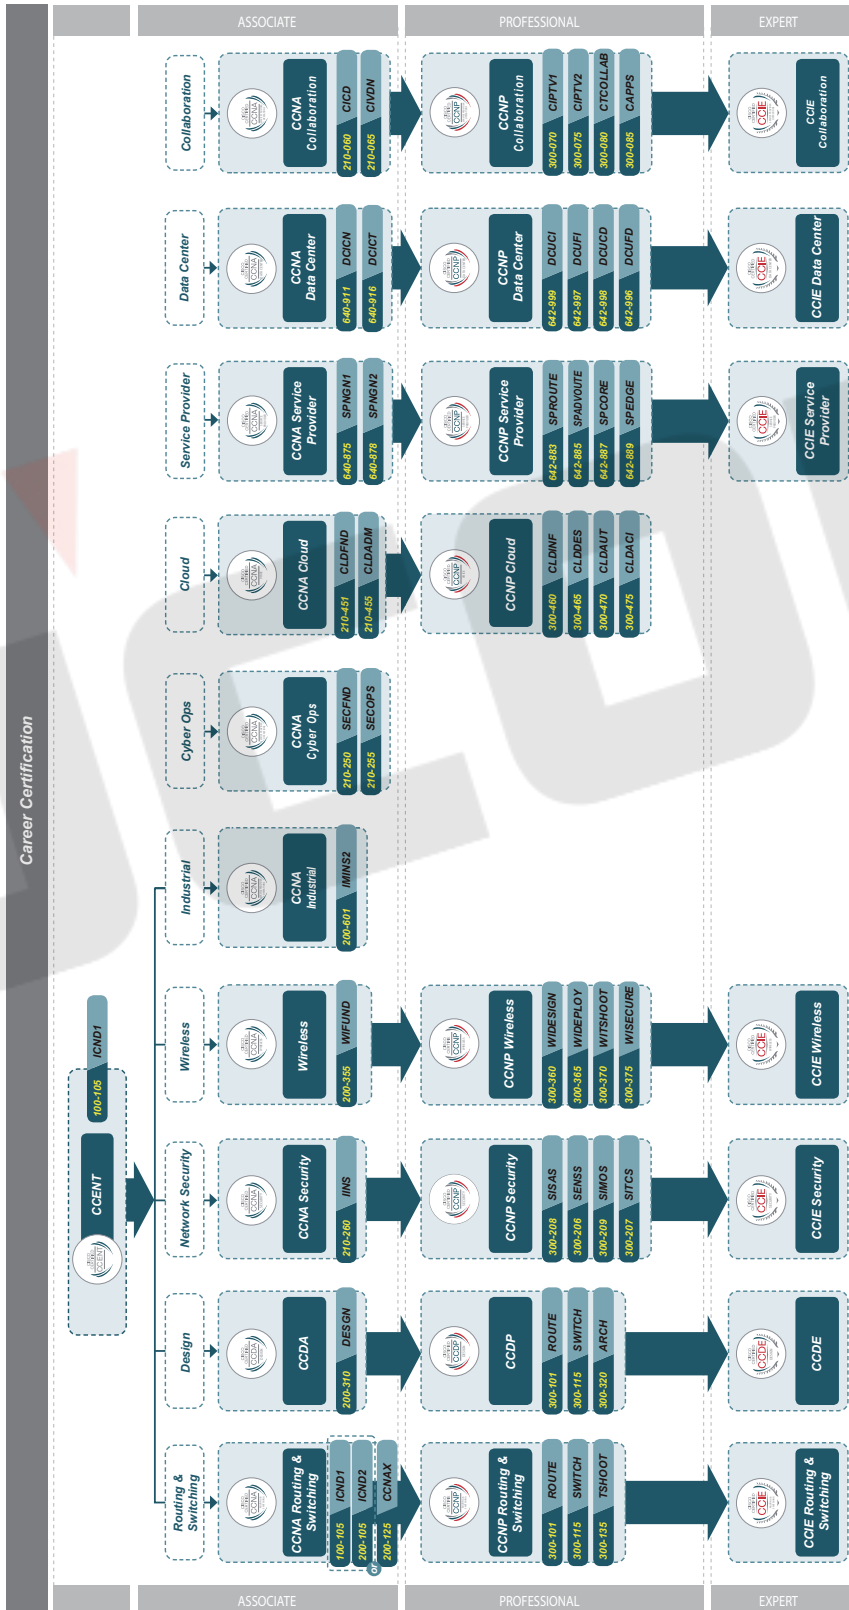 Career Certification
ASSOCIATE
PROFESSIONAL
EXPERT
CCENT
100-105 ICND1
Routing &
Switching
CCNA Routing &
Switching
100-105 ICND1
200-105 ICND2
or
200-125 CCNAX
CCNP Routing &
Switching
300-101 ROUTE
300-115 SWITCH
300-135 TSHOOT
CCIE Routing &
Switching
Design
CCDA
200-310 DESGN
CCDP
300-101 ROUTE
300-115 SWITCH
300-320 ARCH
CCDE
Network Security
CCNA Security
210-260 IINS
CCNP Security
300-208 SISAS
300-206 SENSS
300-209 SIMOS
300-207 SITCS
CCIE Security
Wireless
Wireless
200-355 WIFUND
CCNP Wireless
300-360 WIDESIGN
300-365 WIDEPLOY
300-370 WITSHOOT
300-375 WISECURE
CCIE Wireless
Industrial
CCNA
Industrial
200-601 IMINS2
Cyber Ops
CCNA
Cyber Ops
210-250 SECFND
210-255 SECOPS
Cloud
CCNA Cloud
210-451 CLDFND
210-455 CLDADM
CCNP Cloud
300-460 CLDINF
300-465 CLDDES
300-470 CLDAUT
300-475 CLDACI
Service Provider
CCNA Service
Provider
640-875 SPNGN1
640-878 SPNGN2
CCNP Service
Provider
642-883 SPROUTE
642-885 SPADVOUTE
642-887 SPCORE
642-889 SPEDGE
CCIE Service
Provider
Data Center
CCNA
Data Center
640-911 DCICN
640-916 DCICT
CCNP
Data Center
642-999 DCUCI
642-997 DCUFI
642-998 DCUCD
642-996 DCUFD
CCIE Data Center
Collaboration
CCNA
Collaboration
210-060 CICD
210-065 CIVDN
CCNP
Collaboration
300-070 CIPTV1
300-075 CIPTV2
300-080 CTCOLLAB
300-085 CAPPS
CCIE
Collaboration
ASSOCIATE
PROFESSIONAL
EXPERT